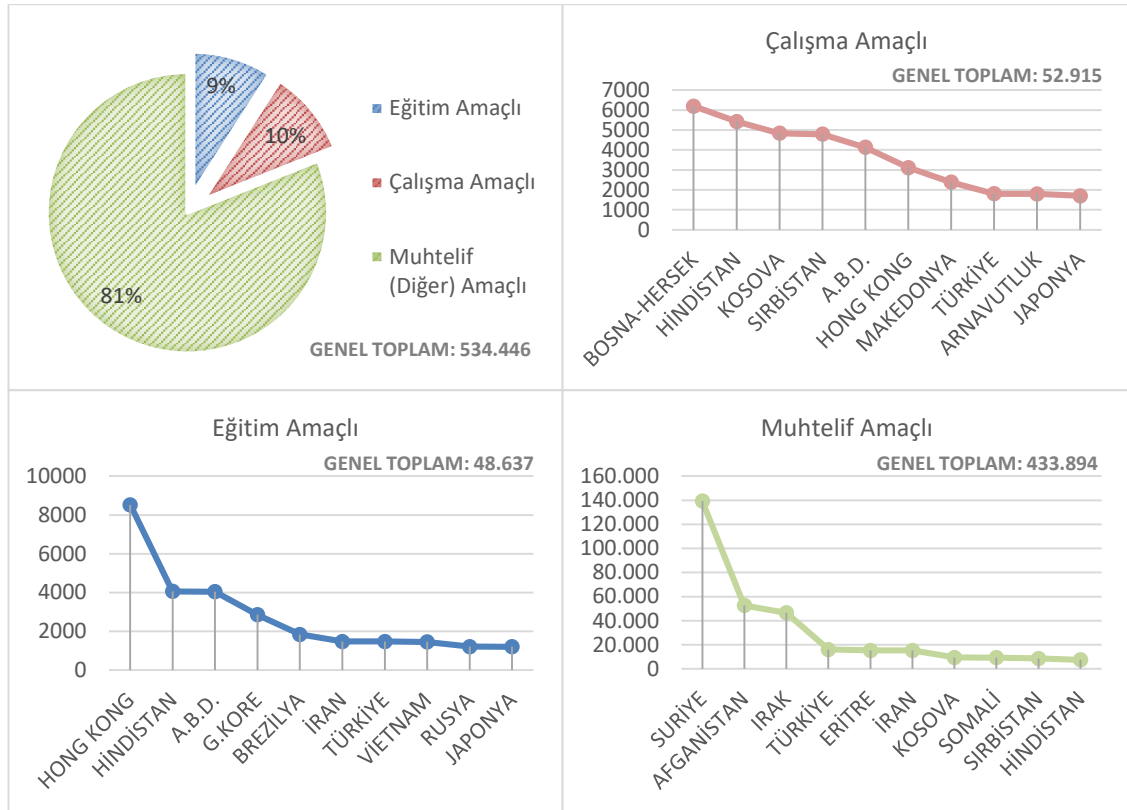 9%
10%
81%
Eğitim Amaçlı
Çalışma Amaçlı
Muhtelif
(Diğer) Amaçlı
GENEL TOPLAM: 534.446
Çalışma Amaçlı
GENEL TOPLAM: 52.915
7000
6000
5000
4000
3000
2000
1000
0
BOSNA-HERSEK
HİNDİSTAN
KOSOVA
SIRBİSTAN
A.B.D.
HONG KONG
MAKEDONYA
TÜRKİYE
ARNAVUTLUK
JAPONYA
Eğitim Amaçlı
GENEL TOPLAM: 48.637
10000
8000
6000
4000
2000
0
HONG KONG
HİNDİSTAN
A.B.D.
G.KORE
BREZİLYA
İRAN
TÜRKİYE
VİETNAM
RUSYA
JAPONYA
Muhtelif Amaçlı
GENEL TOPLAM: 433.894
160.000
140.000
120.000
100.000
80.000
60.000
40.000
20.000
0
SURİYE
AFGANİSTAN
IRAK
TÜRKİYE
ERİTRE
İRAN
KOSOVA
SOMALİ
SIRBİSTAN
HİNDİSTAN